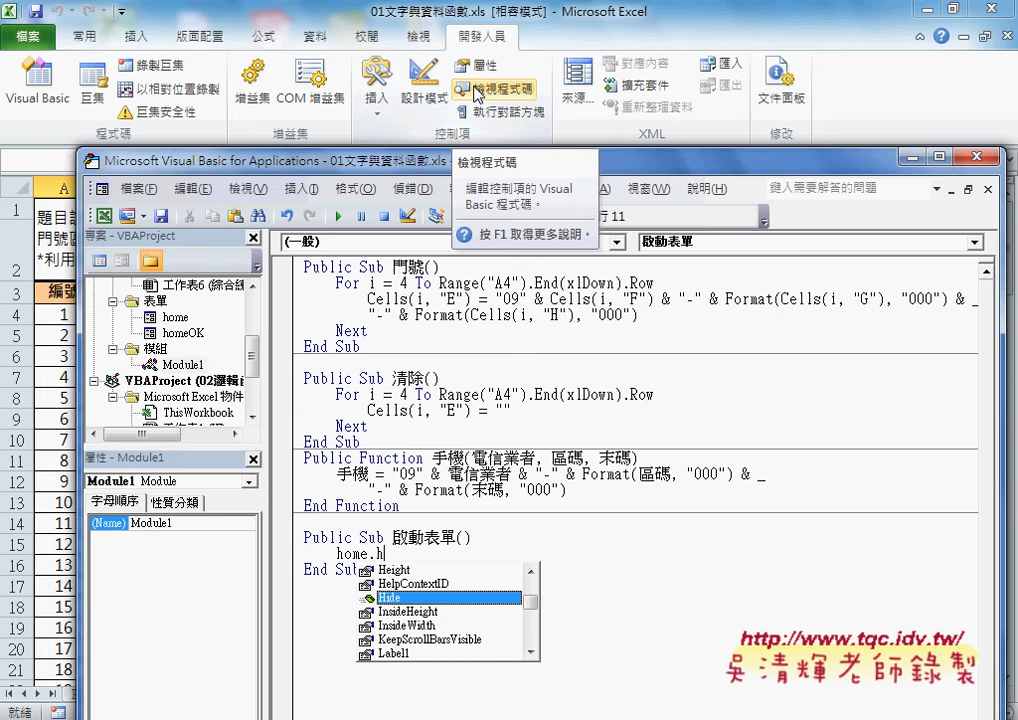 01文字與資料函數.xls [相容模式] - Microsoft Excel
檔案 常用 插入 版面配置 公式 資料 校閱 檢視 開發人員
Visual Basic 巨集 錄製巨集 以相對位置錄製 巨集安全性
增益集 COM 增益集
插入 設計模式 屬性 檢視程式碼 執行對話方塊
來源... 對應內容 擴充套件 重新整理資料 匯入 匯出
文件面板
程式碼 增益集 控制項 XML 修改
Microsoft Visual Basic for Applications - 01文字與資料函數.xls -
檢視程式碼
編輯控制項的 Visual
Basic 程式碼。
按 F1 取得更多說明。
檔案(F) 編輯(E) 檢視(V) 插入(I) 格式(O) 偵錯(D) 視窗(W) 說明(H) 鍵入需要解答的問題
行 11
專案 - VBAProject
(一般) 啟動表單
A
題目
門號
*利用
編號
1 2 3 4 5 6 7 8 9 10 11 12 13 14 15 16 17 18 19 20 21
1
2
3
4
5
6
7
8
9
10
11
12
13
14
15
16
17
18
表單
home
homeOK
模組
Module1
VBAProject (02邏輯
Microsoft Excel 物件
ThisWorkbook
屬性 - Module1
Module1 Module
字母順序 性質分類
(Name) Module1
Public Sub 門號()
For i = 4 To Range("A4").End(xlDown).Row
Cells(i, "E") = "09" & Cells(i, "F") & "-" & Format(Cells(i, "G"), "000") & _
"-" & Format(Cells(i, "H"), "000")
Next
End Sub
Public Sub 清除()
For i = 4 To Range("A4").End(xlDown).Row
Cells(i, "E") = ""
Next
End Sub
Public Function 手機(電信業者, 區碼, 末碼)
手機 = "09" & 電信業者 & "-" & Format(區碼, "000") & _
"-" & Format(末碼, "000")
End Function
Public Sub 啟動表單()
home.h
End Sub
Height
HelpContextID
Hide
InsideHeight
InsideWidth
KeepScrollBarsVisible
Label1
http://www.tqc.idv.tw/
吳清輝老師錄製
就緒